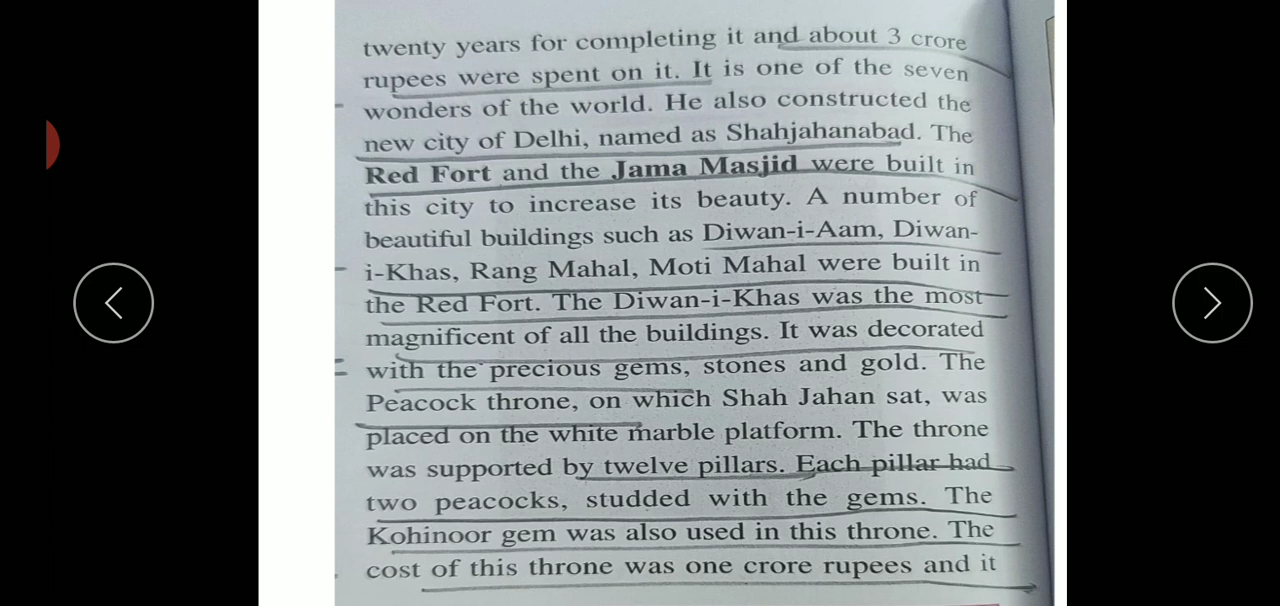 twenty years for completing it and about 3 crore
rupees were spent on it. It is one of the seven
wonders of the world. He also constructed the
new city of Delhi, named as Shahjahanabad. The
Red Fort and the Jama Masjid were built in
this city to increase its beauty. A number of
beautiful buildings such as Diwan-i-Aam, Diwan-
i-Khas, Rang Mahal, Moti Mahal were built in
the Red Fort. The Diwan-i-Khas was the most
magnificent of all the buildings. It was decorated
with the precious gems, stones and gold. The
Peacock throne, on which Shah Jahan sat, was
placed on the white marble platform. The throne
was supported by twelve pillars. Each pillar had
two peacocks, studded with the gems. The
Kohinoor gem was also used in this throne. The
cost of this throne was one crore rupees and it